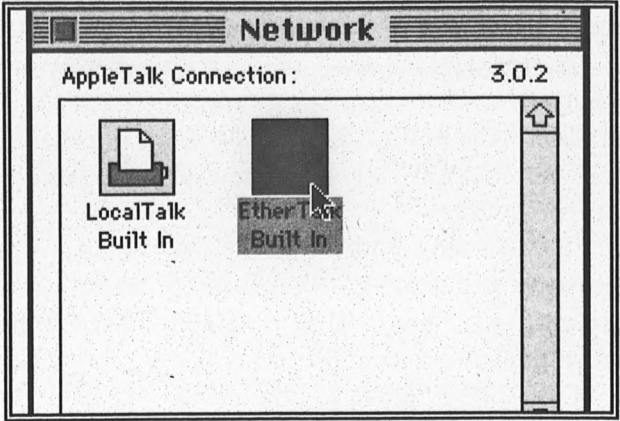 Network
AppleTalk Connection: 3.0.2
LocalTalk
Built In
EtherTalk
Built In